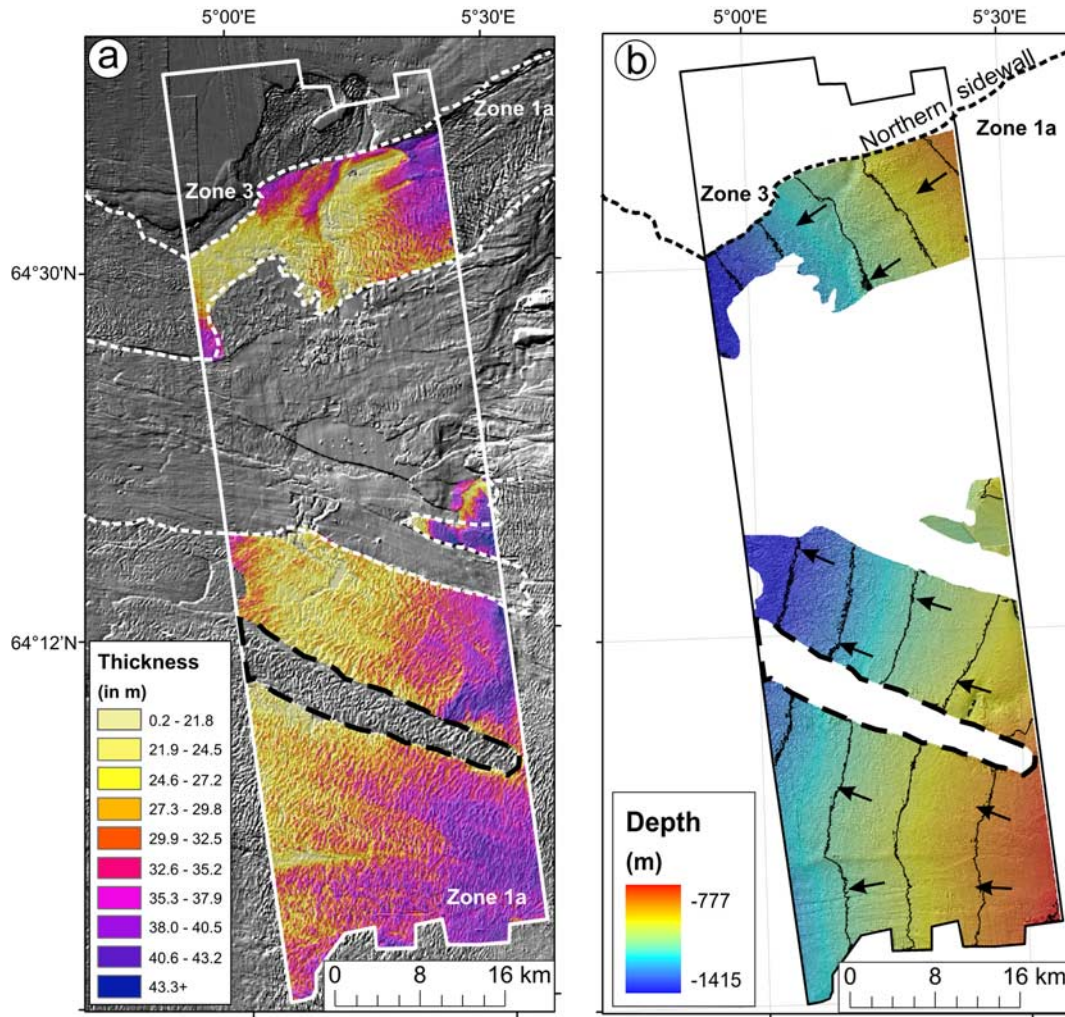 5°00'E
5°30'E
5°00'E
5°30'E
a
b
Zone 1a
Northern sidewall
Zone 1a
Zone 3
Zone 3
64°30'N
64°12'N
Thickness
(in m)
0.2 - 21.8
21.9 - 24.5
24.6 - 27.2
27.3 - 29.8
29.9 - 32.5
32.6 - 35.2
35.3 - 37.9
38.0 - 40.5
40.6 - 43.2
43.3+
Zone 1a
0 8 16 km
Depth
(m)
-777
-1415
0 8 16 km